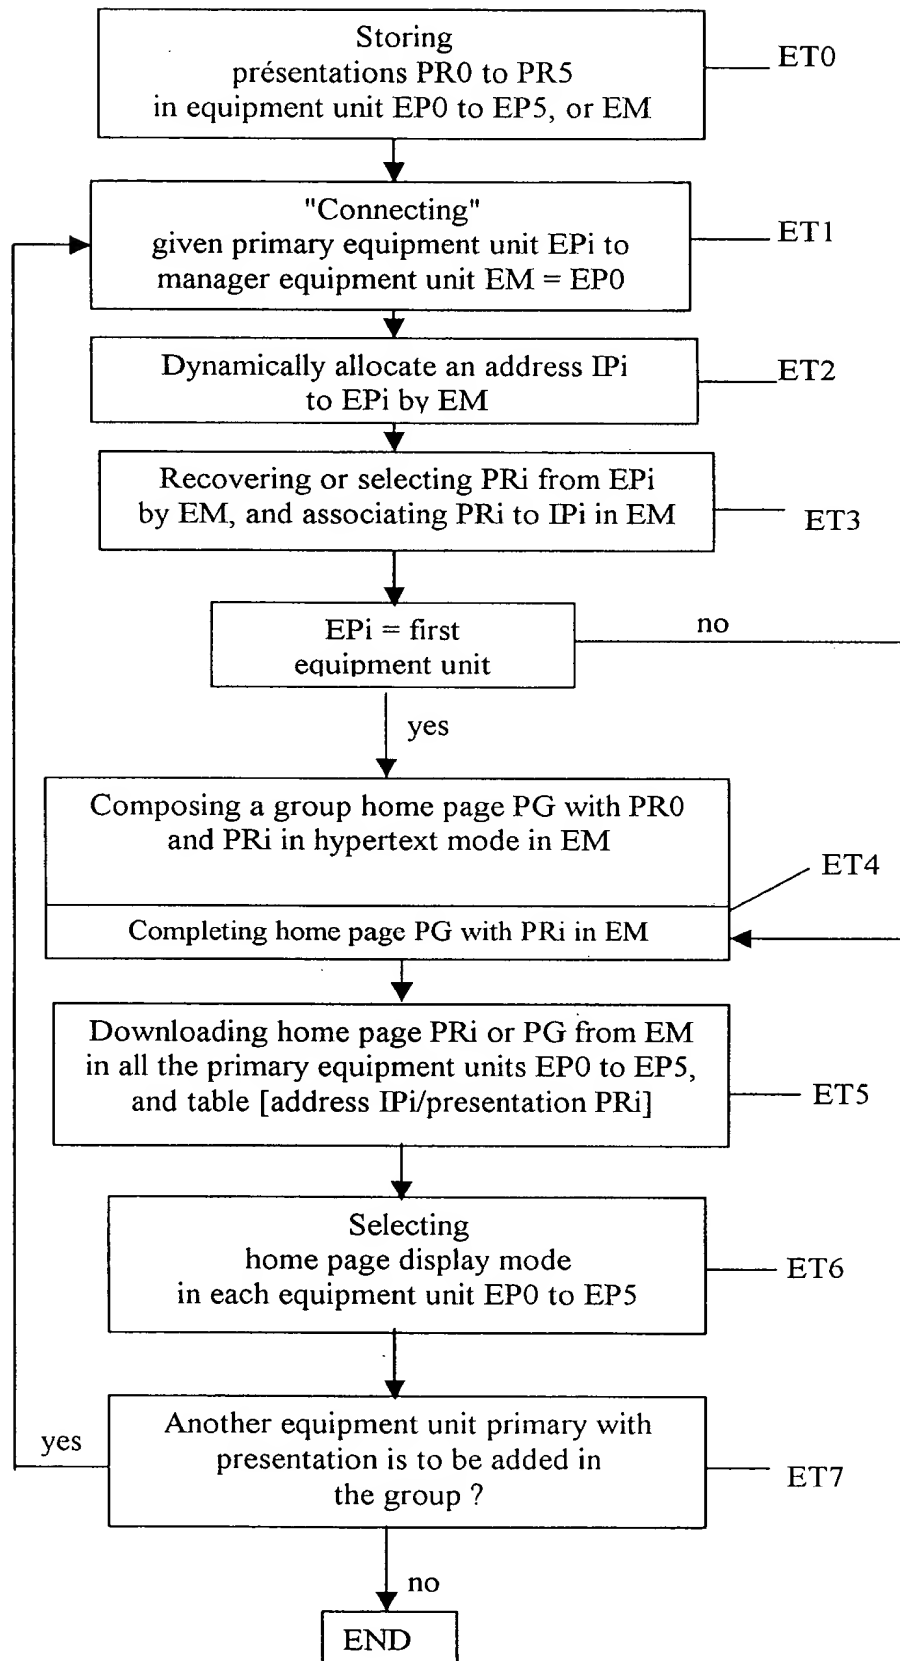 Storing
présentations PR0 to PR5
in equipment unit EP0 to EP5, or EM
ET0
"Connecting"
given primary equipment unit EPi to
manager equipment unit EM = EP0
ET1
Dynamically allocate an address IPi
to EPi by EM
ET2
Recovering or selecting PRi from EPi
by EM, and associating PRi to IPi in EM
ET3
EPi = first
equipment unit
no
yes
Composing a group home page PG with PR0
and PRi in hypertext mode in EM
ET4
Completing home page PG with PRi in EM
Downloading home page PRi or PG from EM
in all the primary equipment units EP0 to EP5,
and table [address IPi/presentation PRi]
ET5
Selecting
home page display mode
in each equipment unit EP0 to EP5
ET6
Another equipment unit primary with
presentation is to be added in
the group ?
yes
ET7
no
END